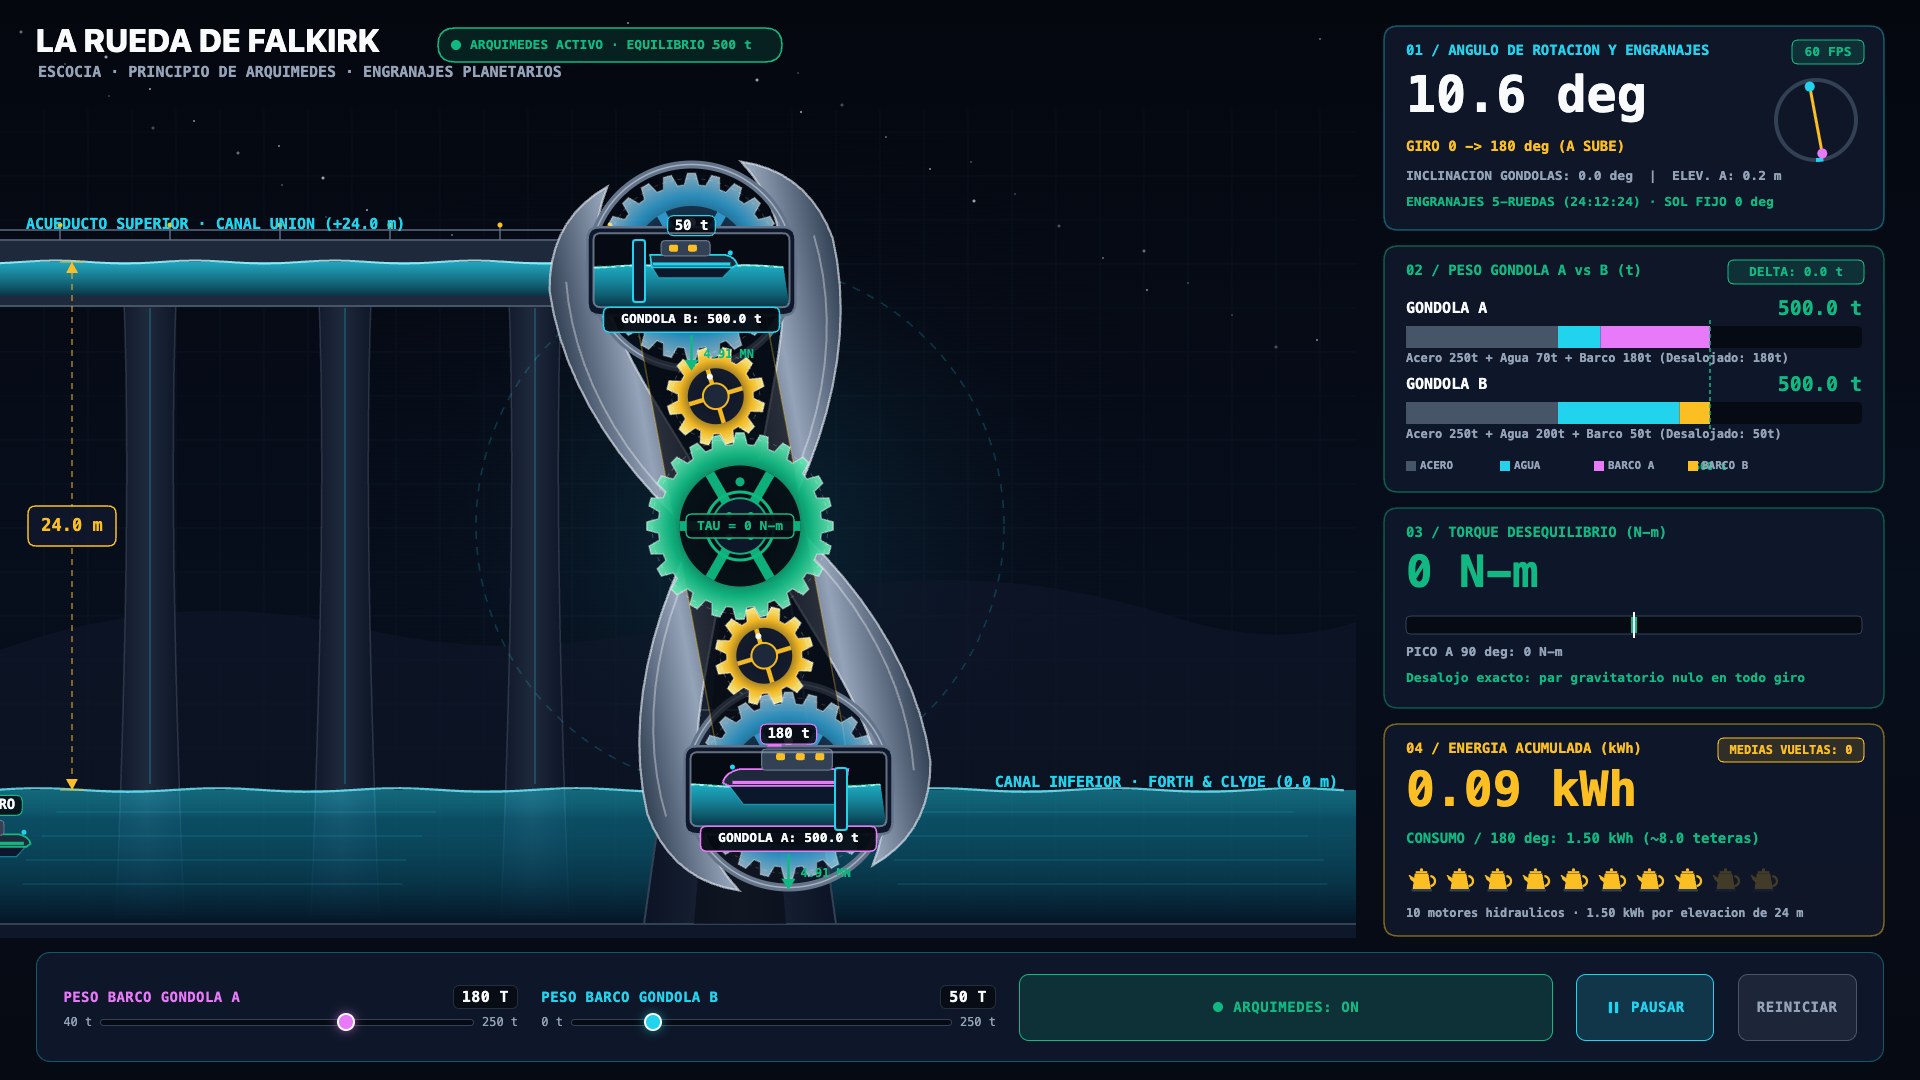 LA RUEDA DE FALKIRK
ARQUIMEDES ACTIVO · EQUILIBRIO 500 t
ESCOCIA · PRINCIPIO DE ARQUIMEDES · ENGRANAJES PLANETARIOS
ACUEDUCTO SUPERIOR · CANAL UNION (+24.0 m)
50 t
GONDOLA B: 500.0 t
4.91 MN
24.0 m
TAU = 0 N−m
180 t
CANAL INFERIOR · FORTH & CLYDE (0.0 m)
RO
GONDOLA A: 500.0 t
4.91 MN
01 / ANGULO DE ROTACION Y ENGRANAJES
60 FPS
10.6 deg
GIRO 0 −> 180 deg (A SUBE)
INCLINACION GONDOLAS: 0.0 deg | ELEV. A: 0.2 m
ENGRANAJES 5−RUEDAS (24:12:24) · SOL FIJO 0 deg
02 / PESO GONDOLA A vs B (t)
DELTA: 0.0 t
GONDOLA A
500.0 t
Acero 250t + Agua 70t + Barco 180t (Desalojado: 180t)
GONDOLA B
500.0 t
Acero 250t + Agua 200t + Barco 50t (Desalojado: 50t)
ACERO
AGUA
BARCO A
BARCO B
03 / TORQUE DESEQUILIBRIO (N−m)
0 N−m
PICO A 90 deg: 0 N−m
Desalojo exacto: par gravitatorio nulo en todo giro
04 / ENERGIA ACUMULADA (kWh)
MEDIAS VUELTAS: 0
0.09 kWh
CONSUMO / 180 deg: 1.50 kWh (~8.0 teteras)
10 motores hidraulicos · 1.50 kWh por elevacion de 24 m
PESO BARCO GONDOLA A
180 T
40 t
250 t
PESO BARCO GONDOLA B
50 T
0 t
250 t
ARQUIMEDES: ON
PAUSAR
REINICIAR